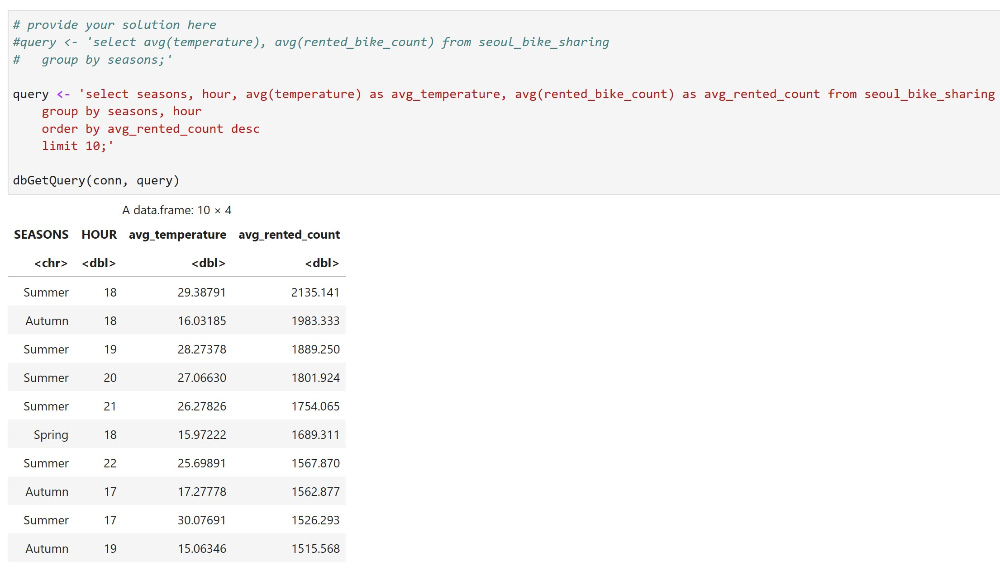 # provide your solution here
#query <- 'select avg(temperature), avg(rented_bike_count) from seoul_bike_sharing
#   group by seasons;'
query <- 'select seasons, hour, avg(temperature) as avg_temperature, avg(rented_bike_count) as avg_rented_count from seoul_bike_sharing
    group by seasons, hour
    order by avg_rented_count desc
    limit 10;'
dbGetQuery(conn, query)
A data.frame: 10 × 4
SEASONS HOUR avg_temperature avg_rented_count
<chr> <dbl> <dbl> <dbl>
Summer 18 29.38791 2135.141
Autumn 18 16.03185 1983.333
Summer 19 28.27378 1889.250
Summer 20 27.06630 1801.924
Summer 21 26.27826 1754.065
Spring 18 15.97222 1689.311
Summer 22 25.69891 1567.870
Autumn 17 17.27778 1562.877
Summer 17 30.07691 1526.293
Autumn 19 15.06346 1515.568